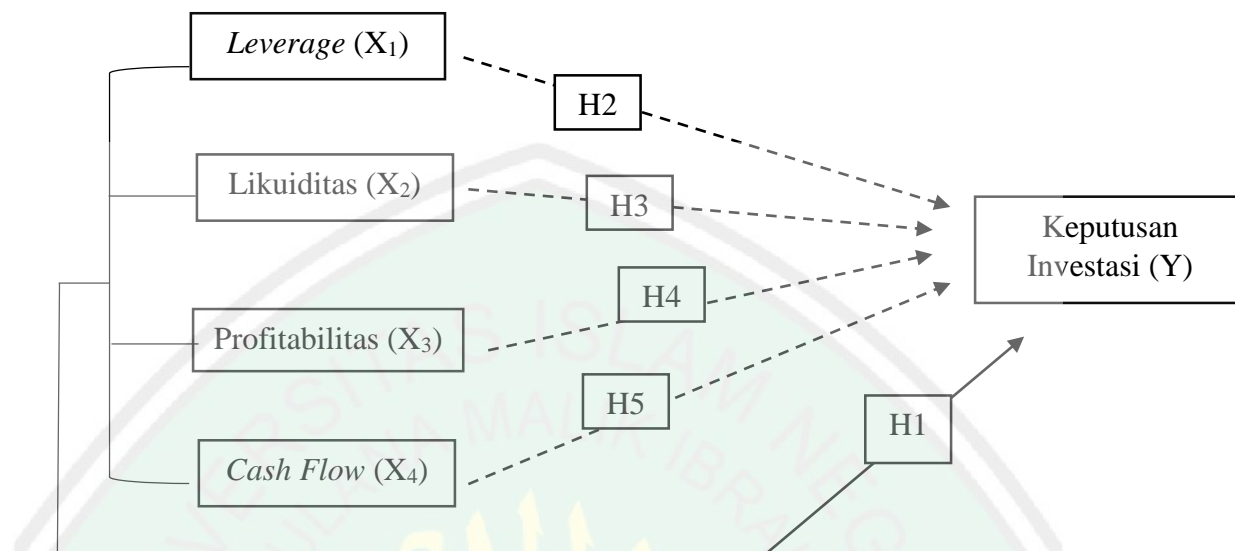 Leverage (X1)
H2
Likuiditas (X2)
H3
Keputusan
Investasi (Y)
H4
Profitabilitas (X3)
H5
H1
Cash Flow (X4)